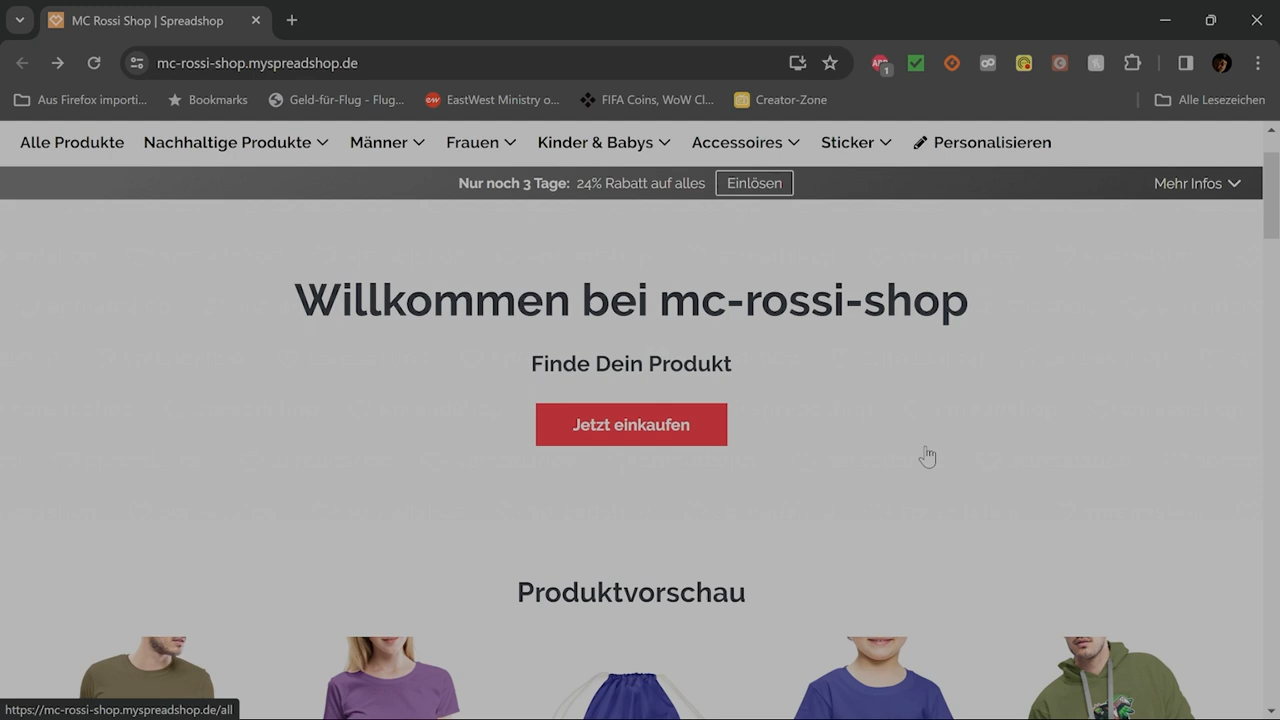 MC Rossi Shop | Spreadshop
mc-rossi-shop.myspreadshop.de
ABP 1
Aus Firefox importi... Bookmarks Geld-für-Flug - Flug... EastWest Ministry o... FIFA Coins, WoW Cl... Creator-Zone Alle Lesezeichen
Alle Produkte Nachhaltige Produkte Männer Frauen Kinder & Babys Accessoires Sticker Personalisieren
Nur noch 3 Tage: 24% Rabatt auf alles Einlösen Mehr Infos
Willkommen bei mc-rossi-shop
Finde Dein Produkt
Jetzt einkaufen
Produktvorschau
https://mc-rossi-shop.myspreadshop.de/all